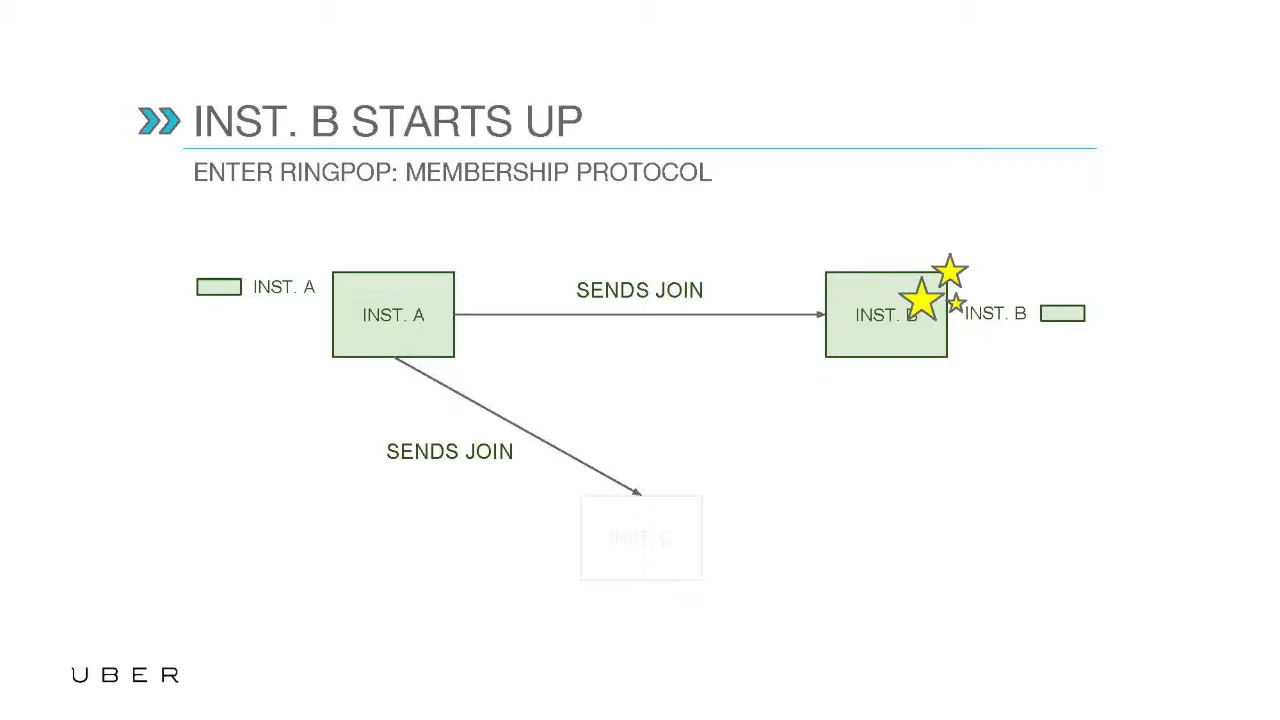 INST. B STARTS UP
ENTER RINGPOP: MEMBERSHIP PROTOCOL
INST. A
INST. A
SENDS JOIN
INST. B
INST. B
SENDS JOIN
INST. C
UBER